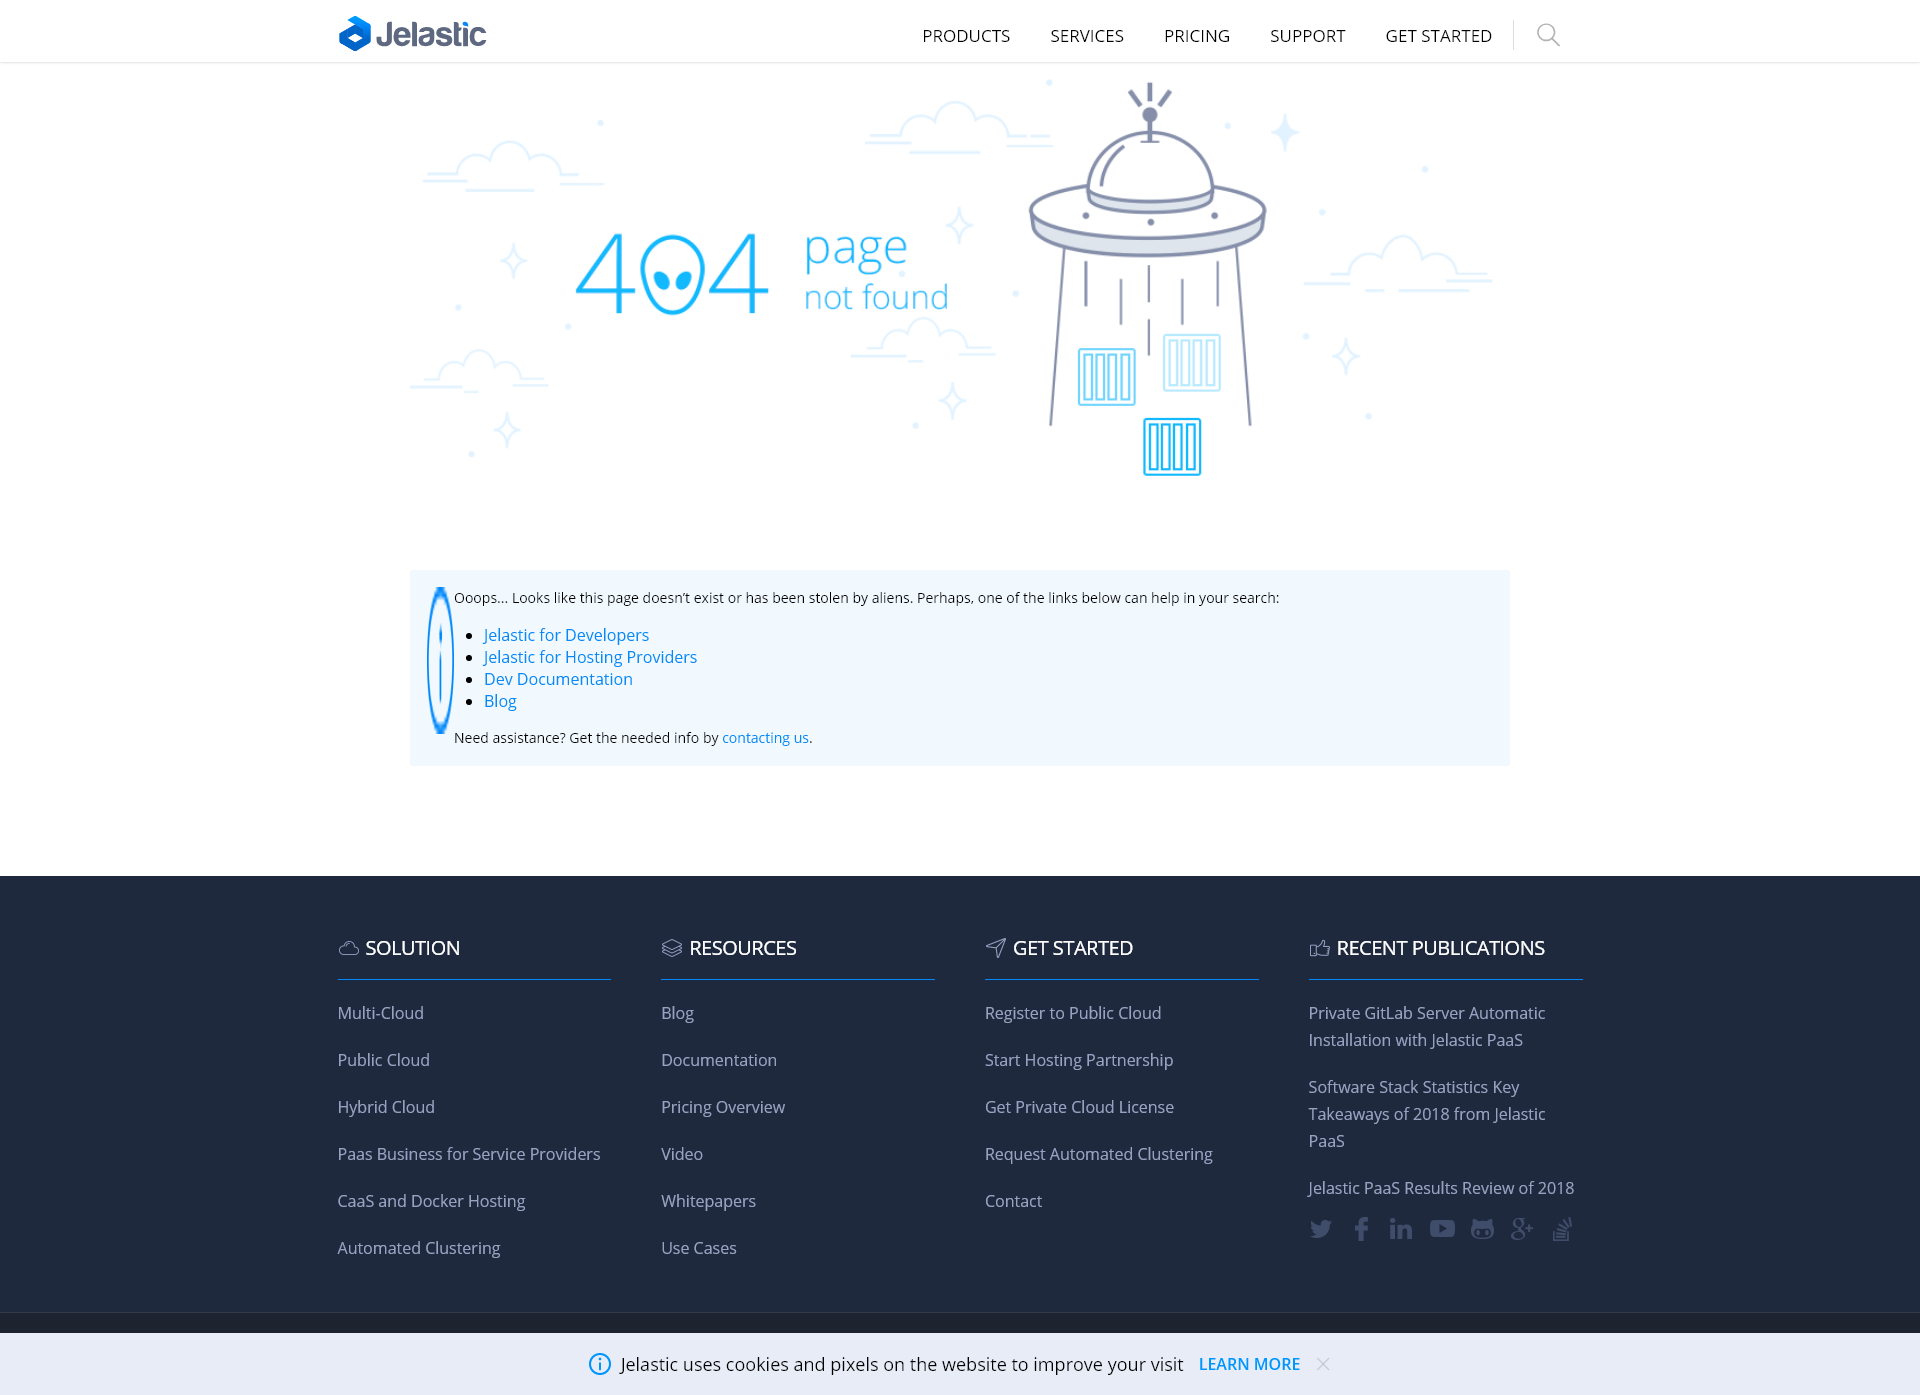 Jelastic
PRODUCTS SERVICES PRICING SUPPORT GET STARTED
404 page
not found
Ooops... Looks like this page doesn't exist or has been stolen by aliens. Perhaps, one of the links below can help in your search:
Jelastic for Developers
Jelastic for Hosting Providers
Dev Documentation
Blog
Need assistance? Get the needed info by contacting us.
SOLUTION
Multi-Cloud
Public Cloud
Hybrid Cloud
Paas Business for Service Providers
CaaS and Docker Hosting
Automated Clustering
RESOURCES
Blog
Documentation
Pricing Overview
Video
Whitepapers
Use Cases
GET STARTED
Register to Public Cloud
Start Hosting Partnership
Get Private Cloud License
Request Automated Clustering
Contact
RECENT PUBLICATIONS
Private GitLab Server Automatic
Installation with Jelastic PaaS
Software Stack Statistics Key
Takeaways of 2018 from Jelastic
PaaS
Jelastic PaaS Results Review of 2018
Jelastic uses cookies and pixels on the website to improve your visit LEARN MORE